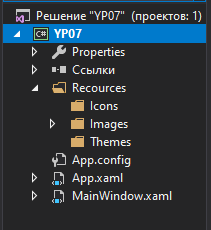 Решение "YP07" (проектов: 1)
C# YP07
Properties
Ссылки
Recources
Icons
Images
Themes
App.config
App.xaml
MainWindow.xaml